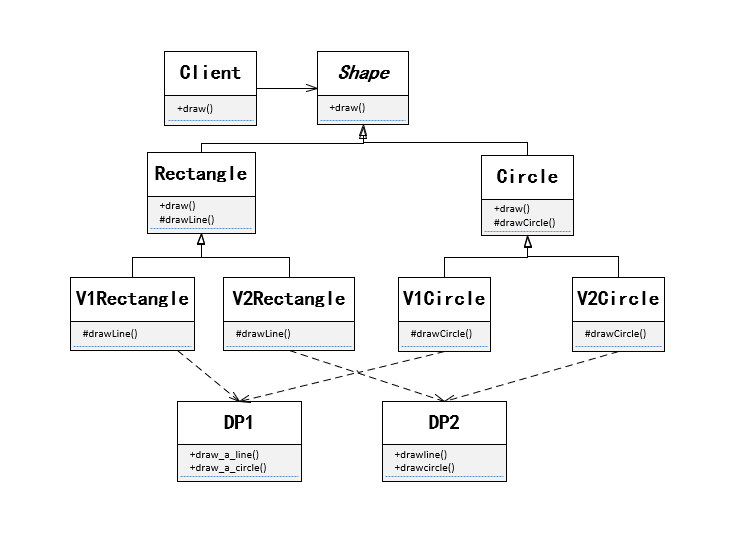 Client
Shape
+draw()
+draw()
Rectangle
Circle
+draw()
#drawLine()
+draw()
#drawCircle()
V1Rectangle
V2Rectangle
V1Circle
V2Circle
#drawLine()
#drawLine()
#drawCircle()
#drawCircle()
DP1
DP2
+draw_a_line()
+draw_a_circle()
+drawline()
+drawcircle()